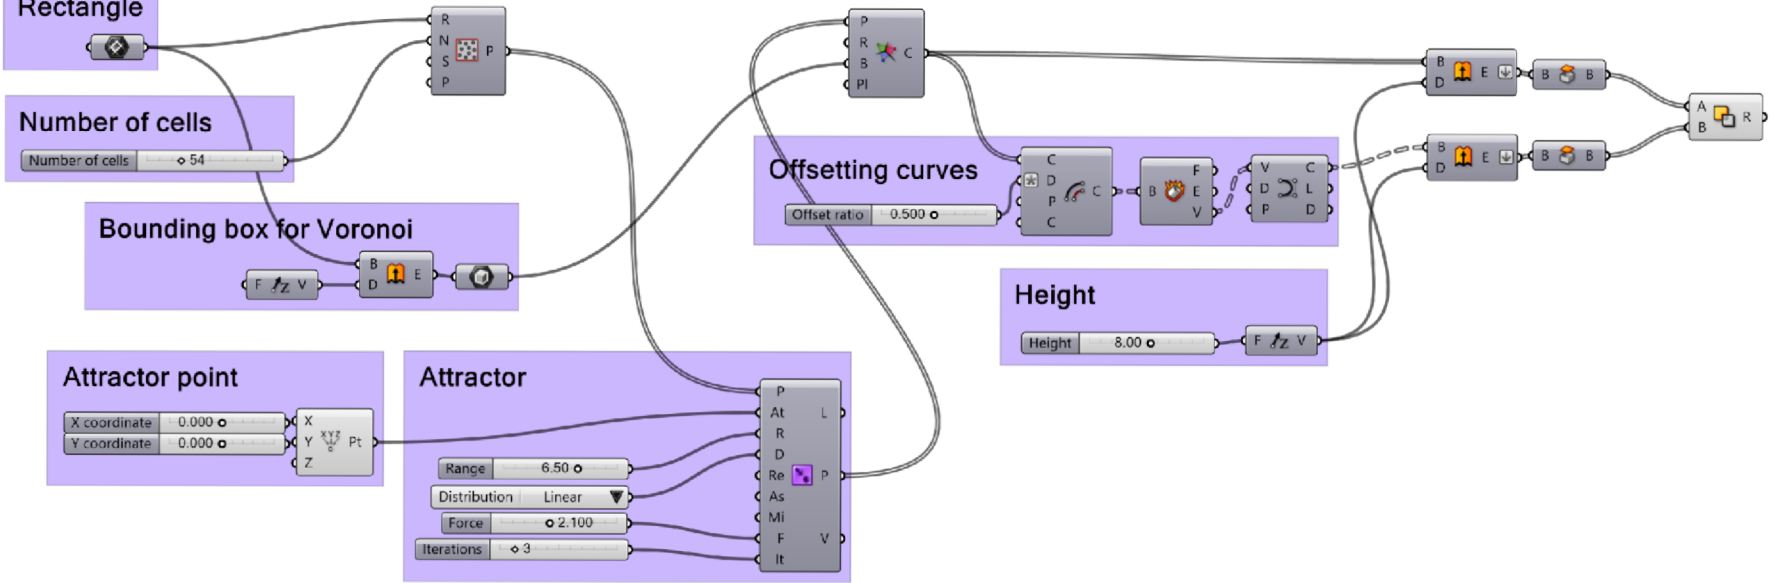 Rectangle
R
N
S
P
P
Number of cells
Number of cells 54
Bounding box for Voronoi
F Z V
B
D
E
P
R
B
Pl
C
Offsetting curves
Offset ratio 0.500
C
D
P
C
C
B
F
E
V
V
D
P
C
L
D
B
D
E
B B
B
D
E
B B
A
B
R
Height
Height 8.00
F Z V
Attractor point
X coordinate 0.000
Y coordinate 0.000
X
Y
Z
XYZ
Pt
Attractor
Range 6.50
Distribution Linear
Force 2.100
Iterations 3
P
At
R
D
Re
As
Mi
F
It
L
P
V